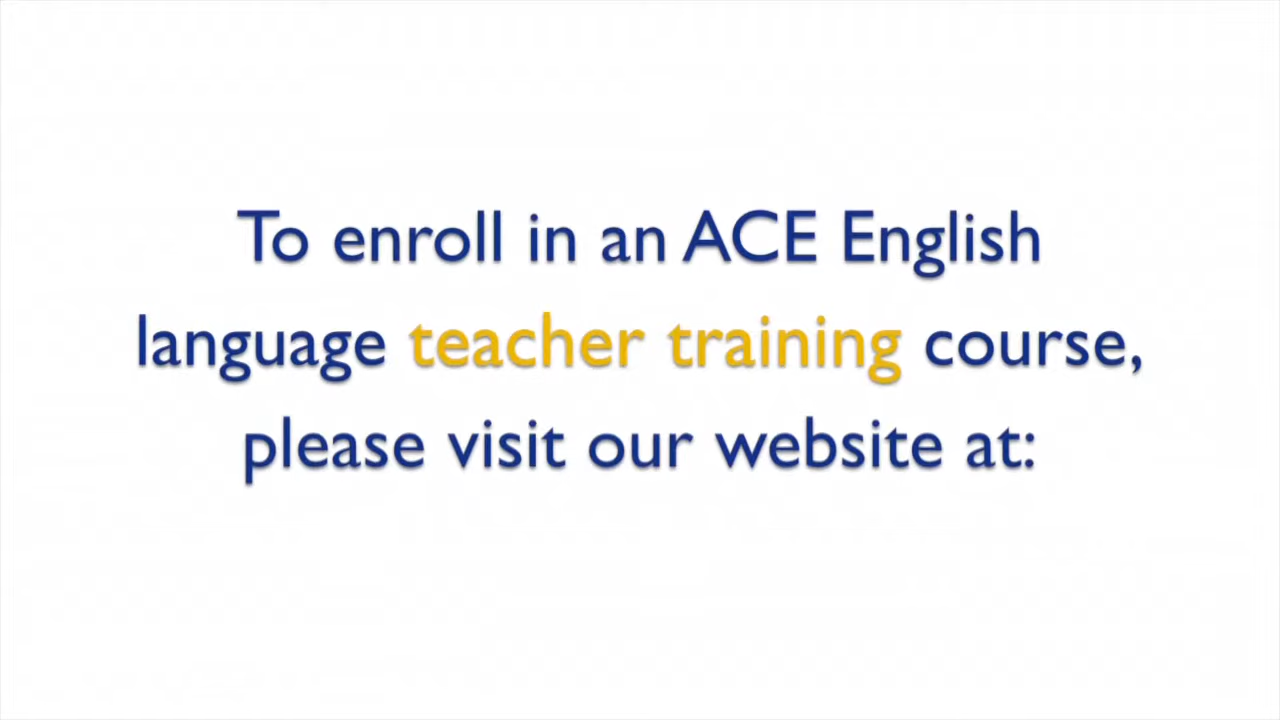 To enroll in an ACE English
language teacher training course,
please visit our website at: